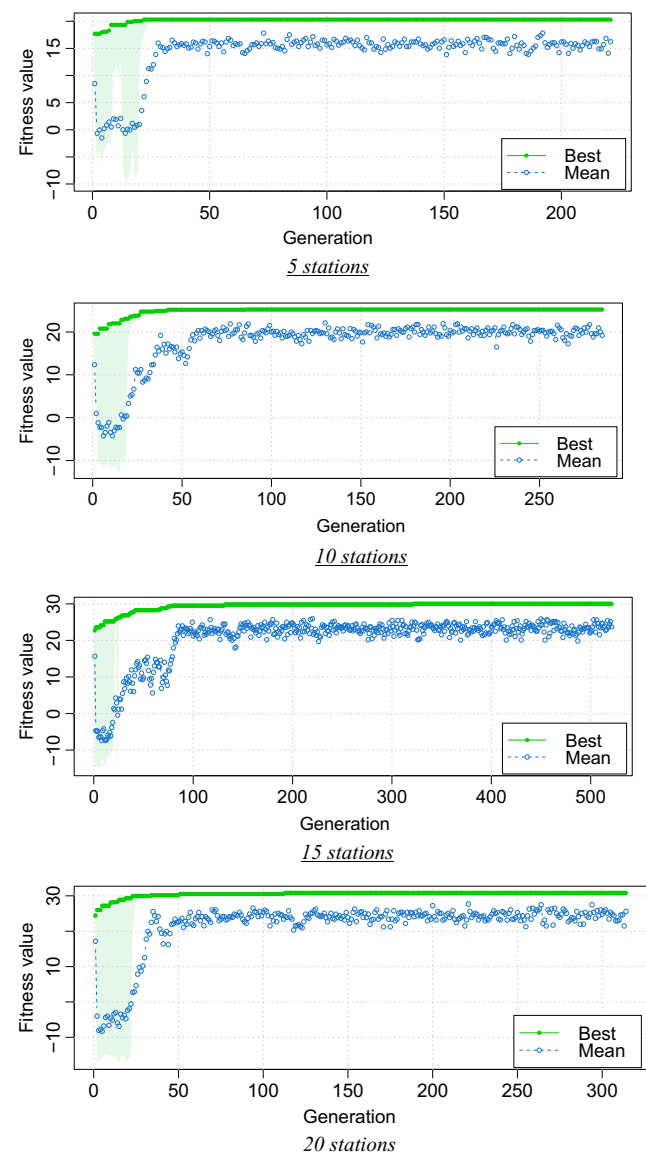 Fitness value
15
5
0
−10
0
50
100
150
200
Best
Mean
Generation
5 stations
Fitness value
20
10
0
−10
0
50
100
150
200
250
Best
Mean
Generation
10 stations
Fitness value
30
20
10
0
−10
0
100
200
300
400
500
Best
Mean
Generation
15 stations
Fitness value
30
10
−10
0
50
100
150
200
250
300
Best
Mean
Generation
20 stations